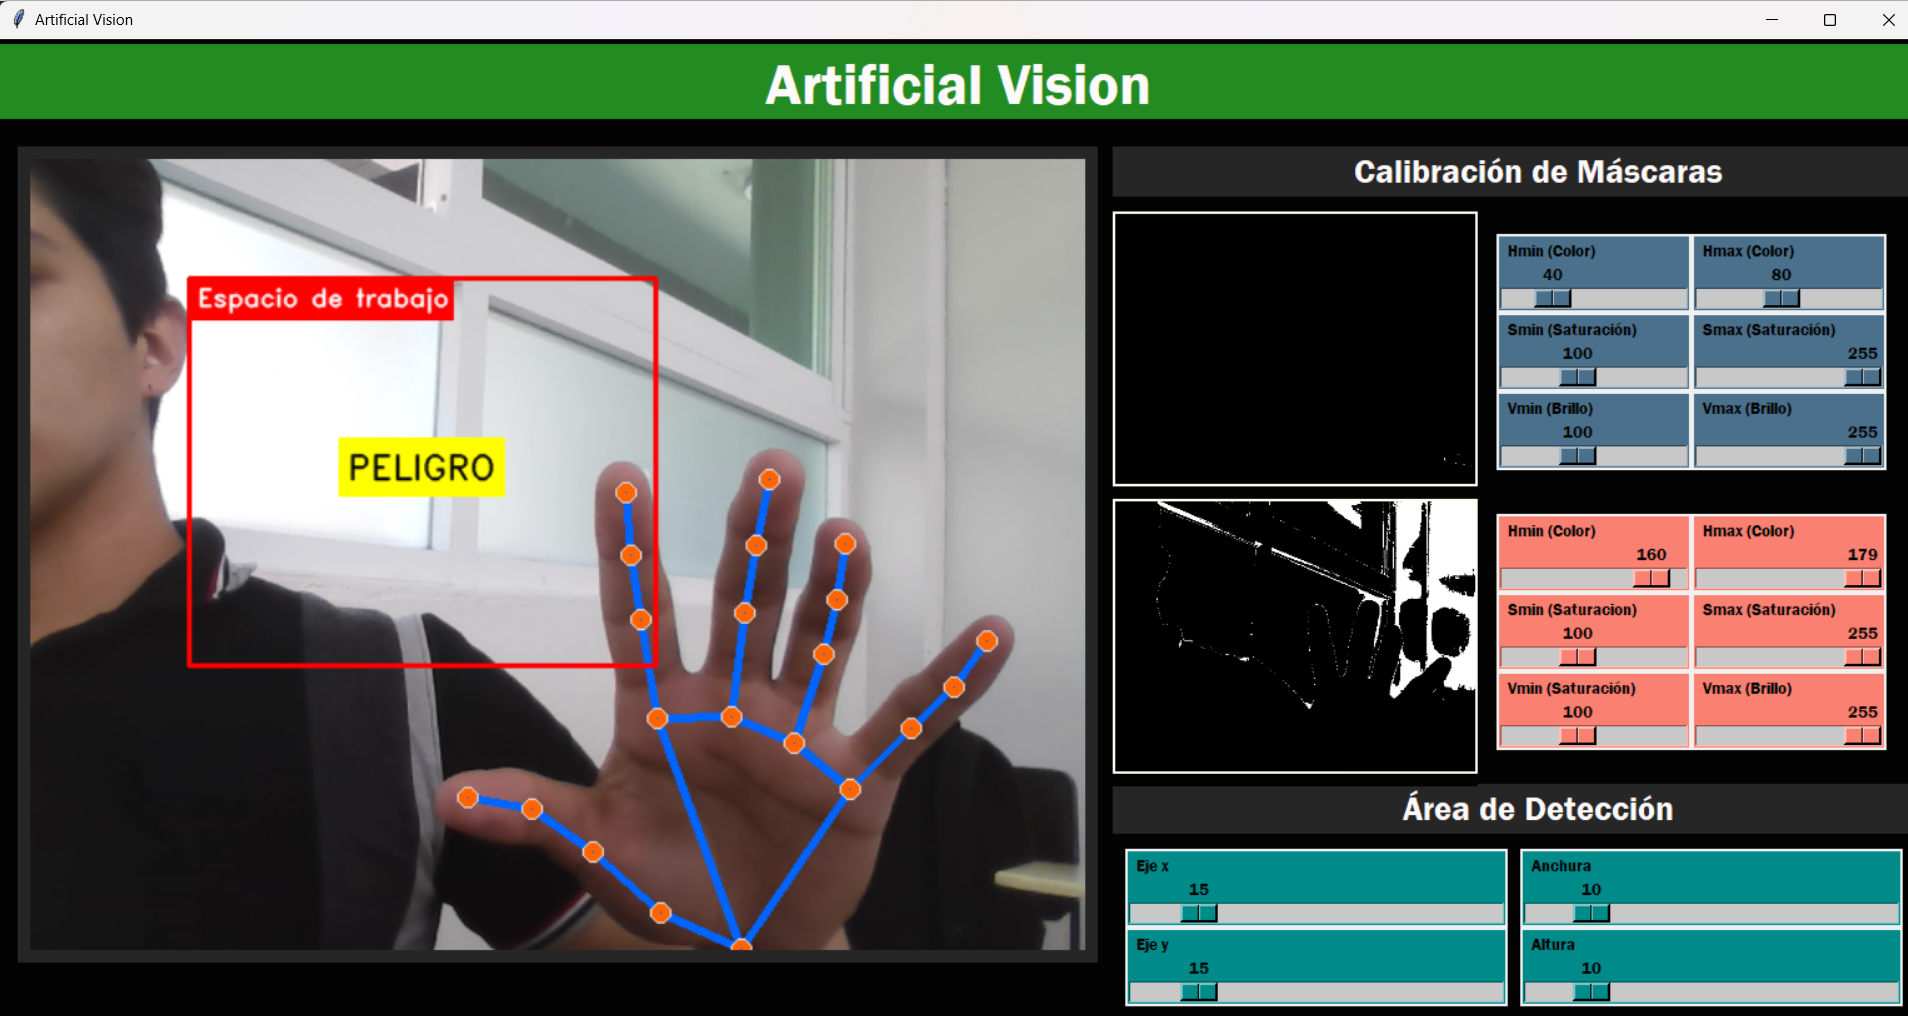 Artificial Vision
Artificial Vision
Espacio de trabajo
PELIGRO
Calibración de Máscaras
Hmin (Color)
40
Hmax (Color)
80
Smin (Saturación)
100
Smax (Saturación)
255
Vmin (Brillo)
100
Vmax (Brillo)
255
Hmin (Color)
160
Hmax (Color)
179
Smin (Saturacion)
100
Smax (Saturación)
255
Vmin (Saturación)
100
Vmax (Brillo)
255
Área de Detección
Eje x
15
Anchura
10
Eje y
15
Altura
10